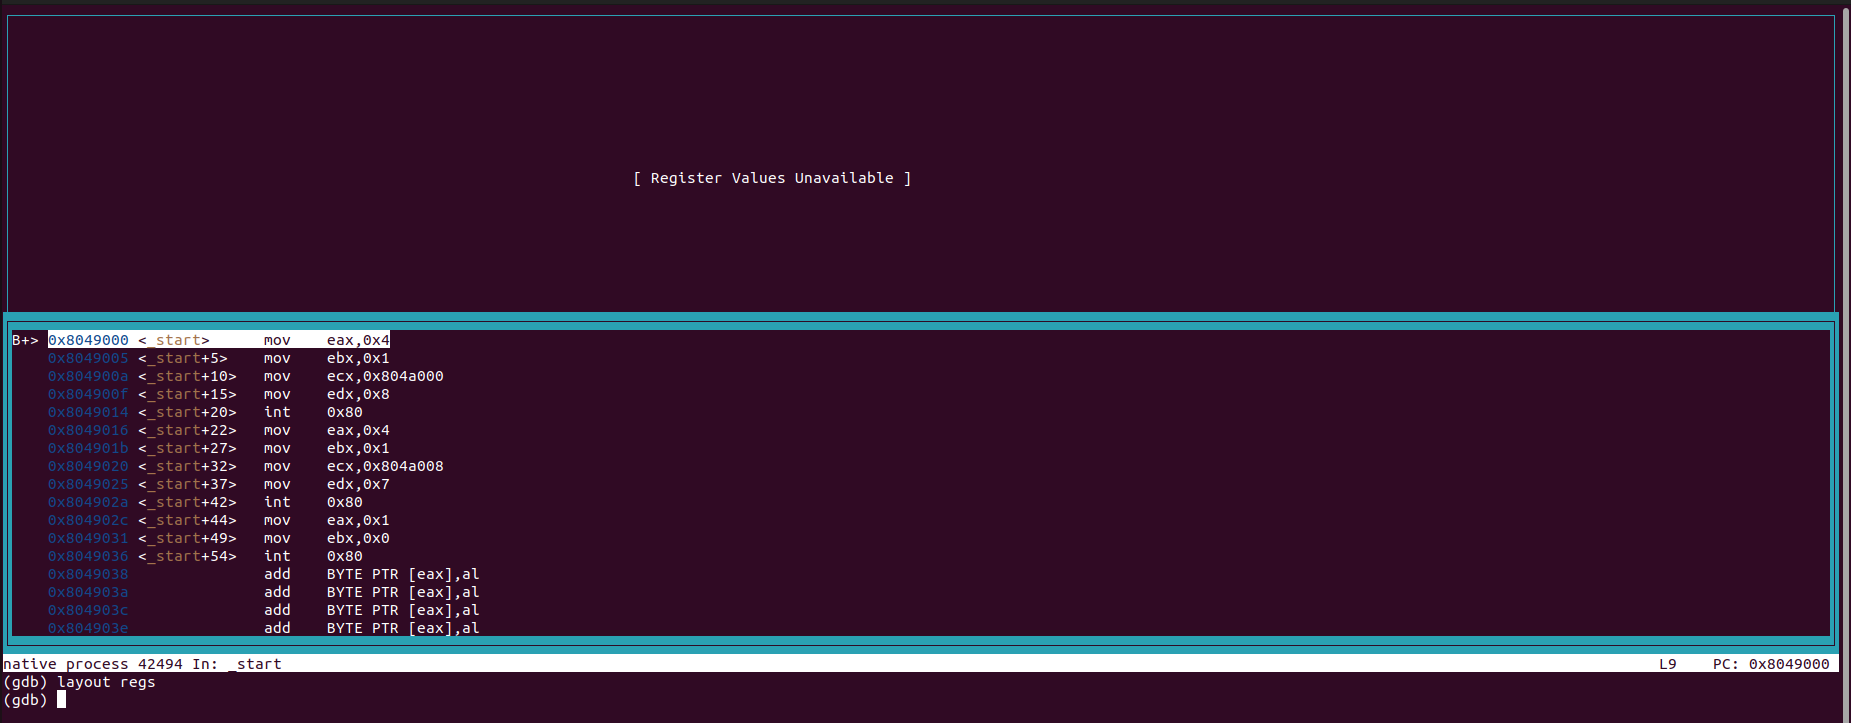 [ Register Values Unavailable ]
B+> 0x8049000 <_start> mov eax,0x4
0x8049005 <_start+5> mov ebx,0x1
0x804900a <_start+10> mov ecx,0x804a000
0x804900f <_start+15> mov edx,0x8
0x8049014 <_start+20> int 0x80
0x8049016 <_start+22> mov eax,0x4
0x804901b <_start+27> mov ebx,0x1
0x8049020 <_start+32> mov ecx,0x804a008
0x8049025 <_start+37> mov edx,0x7
0x804902a <_start+42> int 0x80
0x804902c <_start+44> mov eax,0x1
0x8049031 <_start+49> mov ebx,0x0
0x8049036 <_start+54> int 0x80
0x8049038 add BYTE PTR [eax],al
0x804903a add BYTE PTR [eax],al
0x804903c add BYTE PTR [eax],al
0x804903e add BYTE PTR [eax],al
native process 42494 In: _start L9 PC: 0x8049000
(gdb) layout regs
(gdb)